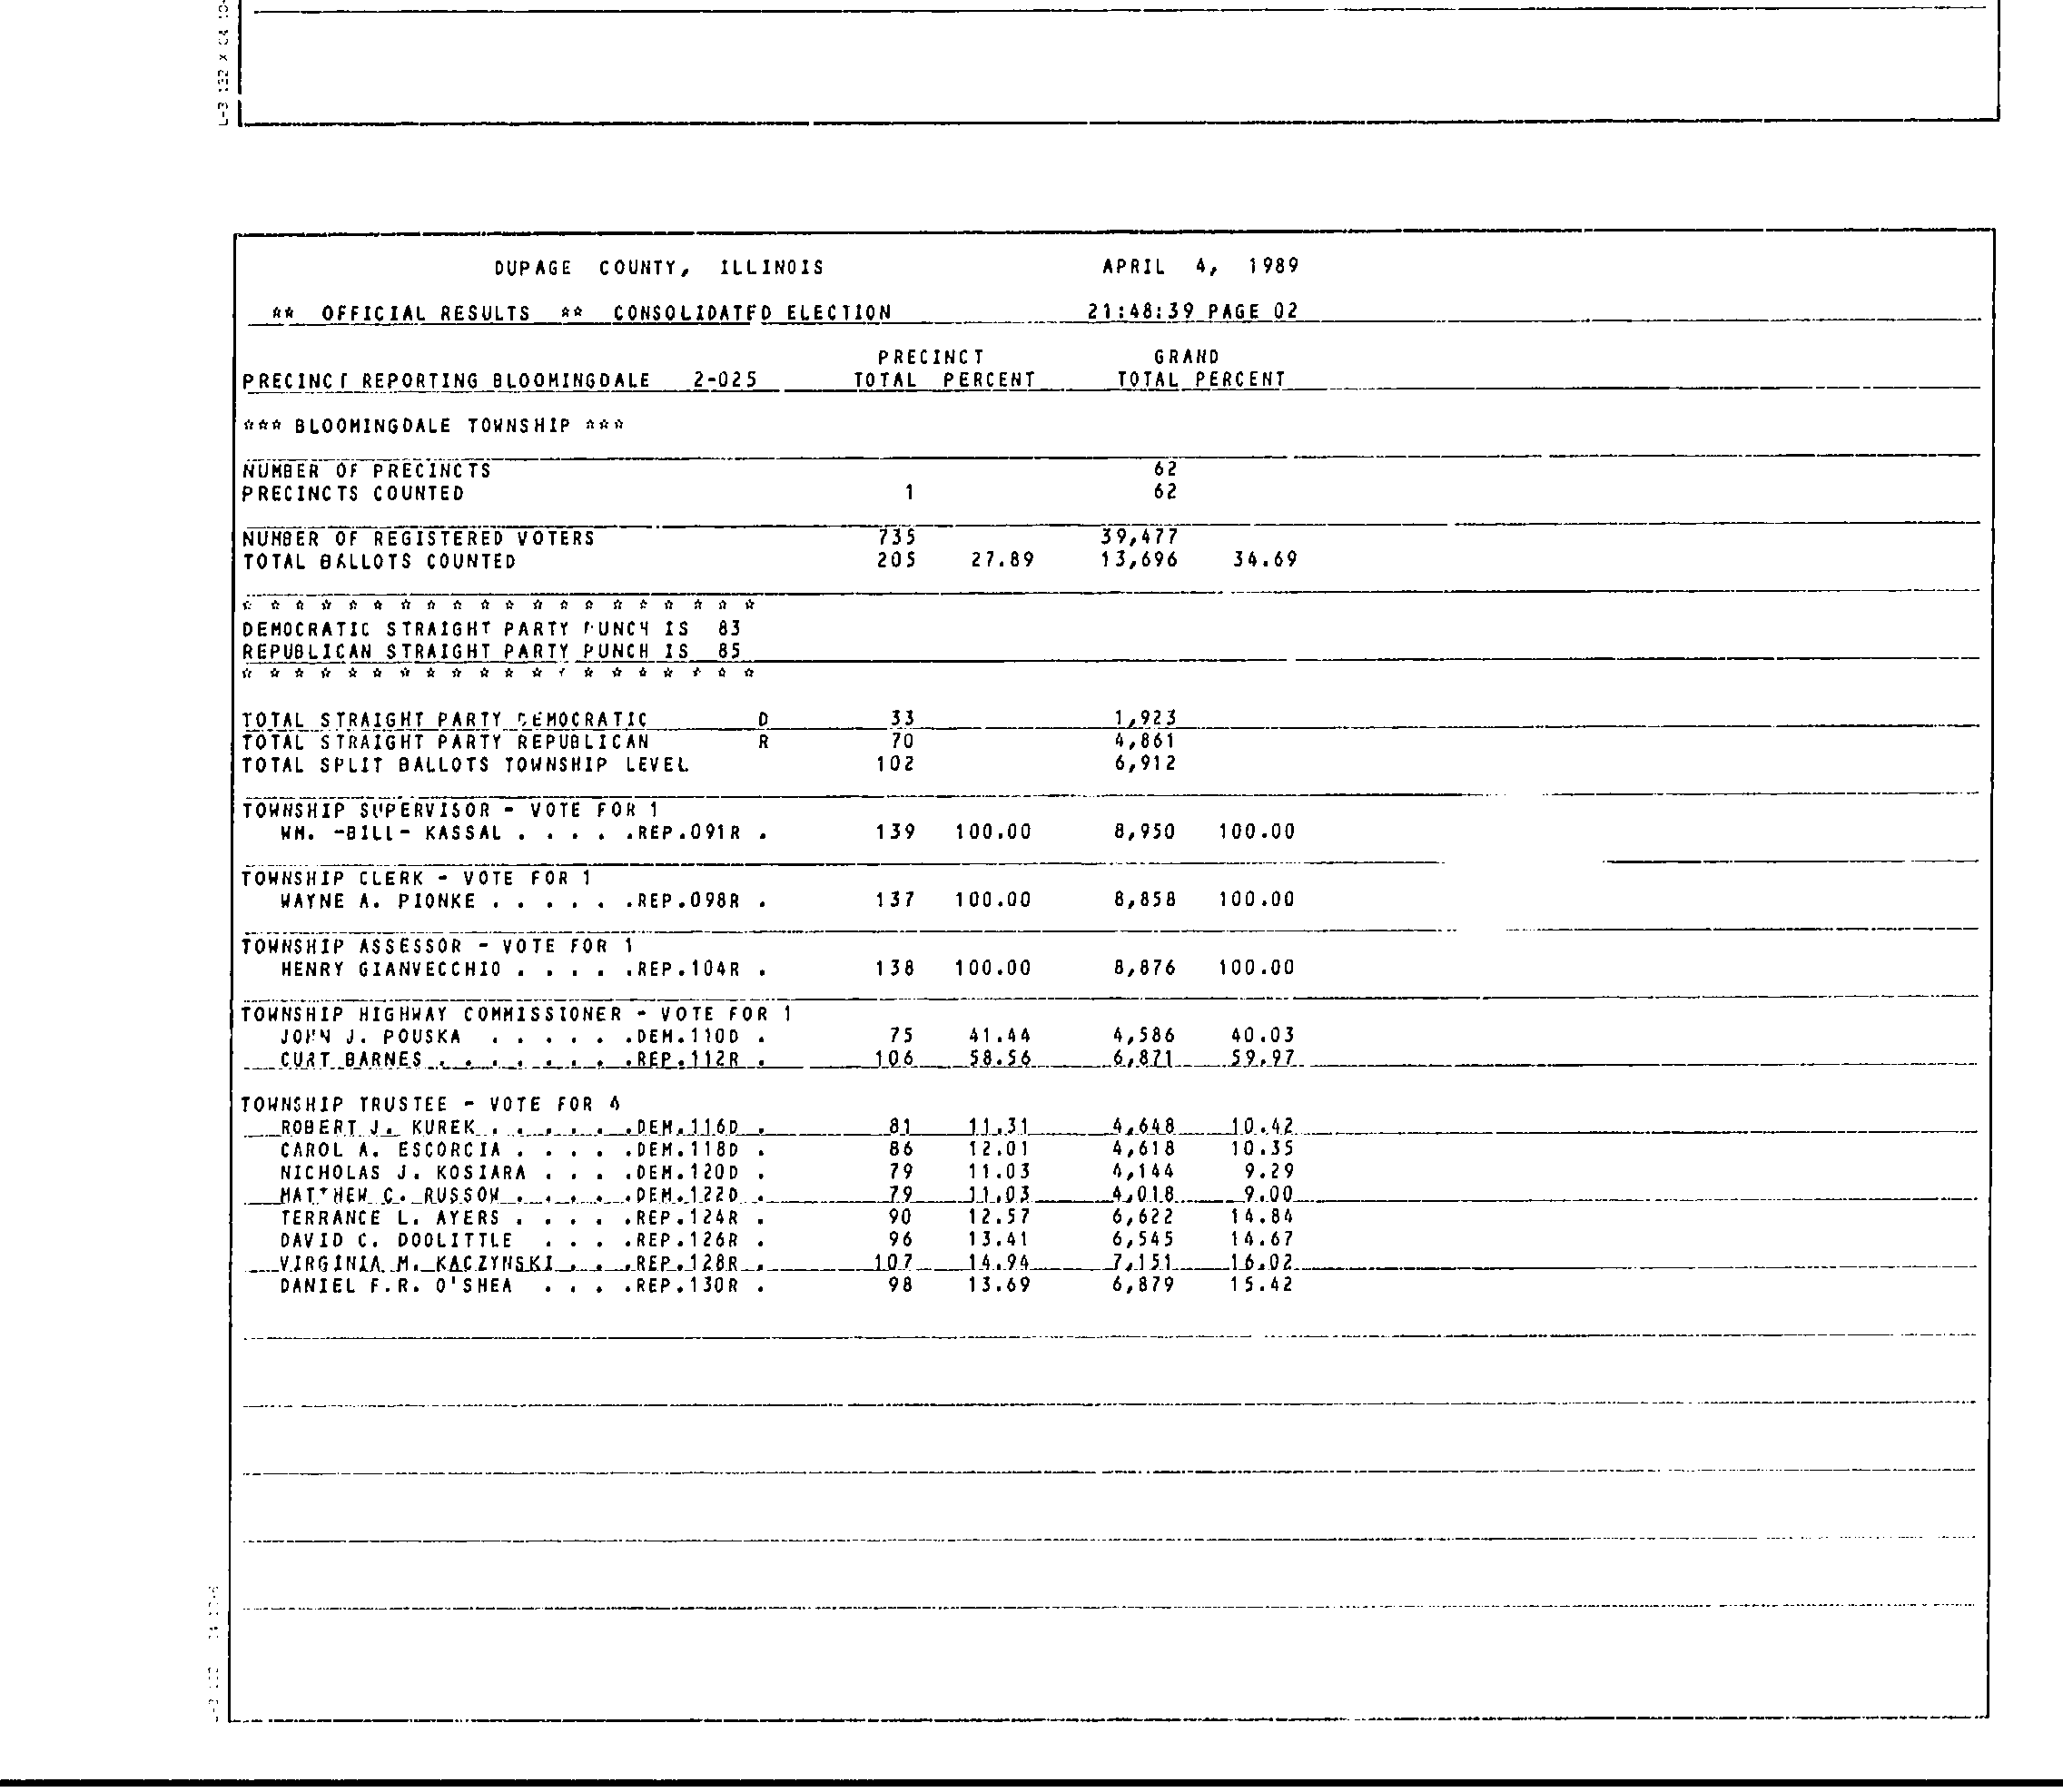 L-3 132 X
DUPAGE COUNTY, ILLINOIS APRIL 4, 1989
** OFFICIAL RESULTS ** CONSOLIDATED ELECTION 21:48:39 PAGE 02
PRECINCT GRAND
PRECINCT REPORTING BLOOMINGDALE 2-025 TOTAL PERCENT TOTAL PERCENT
*** BLOOMINGDALE TOWNSHIP ***
NUMBER OF PRECINCTS 62
PRECINCTS COUNTED 1 62
NUMBER OF REGISTERED VOTERS 735 39,477
TOTAL BALLOTS COUNTED 205 27.89 13,696 34.69
* * * * * * * * * * * * * * * * * * * *
DEMOCRATIC STRAIGHT PARTY PUNCH IS 83
REPUBLICAN STRAIGHT PARTY PUNCH IS 85
* * * * * * * * * * * * * * * * * * * *
TOTAL STRAIGHT PARTY DEMOCRATIC D 33 1,923
TOTAL STRAIGHT PARTY REPUBLICAN R 70 4,861
TOTAL SPLIT BALLOTS TOWNSHIP LEVEL 102 6,912
TOWNSHIP SUPERVISOR - VOTE FOR 1
WM. -BILL- KASSAL . . . . .REP.091R . 139 100.00 8,950 100.00
TOWNSHIP CLERK - VOTE FOR 1
WAYNE A. PIONKE . . . . . .REP.098R . 137 100.00 8,858 100.00
TOWNSHIP ASSESSOR - VOTE FOR 1
HENRY GIANVECCHIO . . . . .REP.104R . 138 100.00 8,876 100.00
TOWNSHIP HIGHWAY COMMISSIONER - VOTE FOR 1
JOHN J. POUSKA . . . . . .DEM.110D . 75 41.44 4,586 40.03
CURT BARNES . . . . . . . .REP.112R . 106 58.56 6,871 59.97
TOWNSHIP TRUSTEE - VOTE FOR 4
ROBERT J. KUREK . . . . . .DEM.116D . 81 11.31 4,648 10.42
CAROL A. ESCORCIA . . . . .DEM.118D . 86 12.01 4,618 10.35
NICHOLAS J. KOSIARA . . . .DEM.120D . 79 11.03 4,144 9.29
MATTHEW C. RUSSOW . . . . .DEM.122D . 79 11.03 4,018 9.00
TERRANCE L. AYERS . . . . .REP.124R . 90 12.57 6,622 14.84
DAVID C. DOOLITTLE . . . .REP.126R . 96 13.41 6,545 14.67
VIRGINIA M. KACZYNSKI . . .REP.128R . 107 14.94 7,151 16.02
DANIEL F.R. O'SHEA . . . .REP.130R . 98 13.69 6,879 15.42